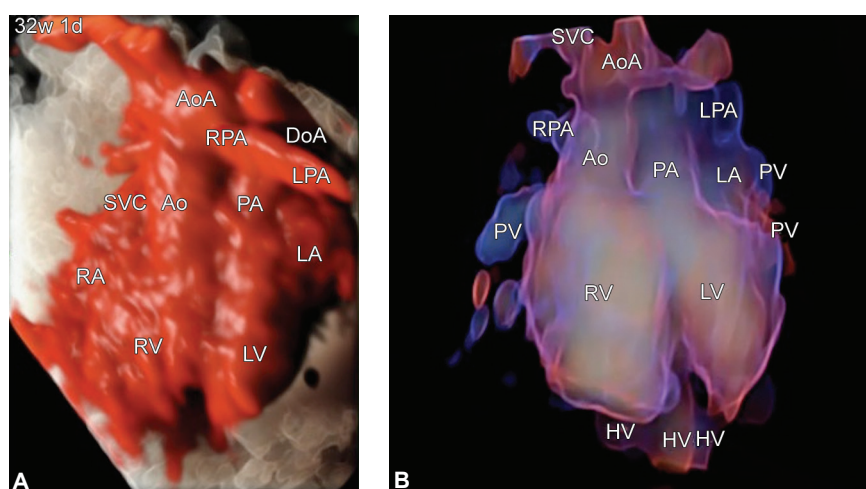 32w 1d
AoA
RPA
DoA
LPA
SVC
Ao
PA
LA
RA
RV
LV
A
SVC
AoA
LPA
RPA
Ao
PA
LA
PV
PV
PV
RV
LV
HV
HV
HV
B